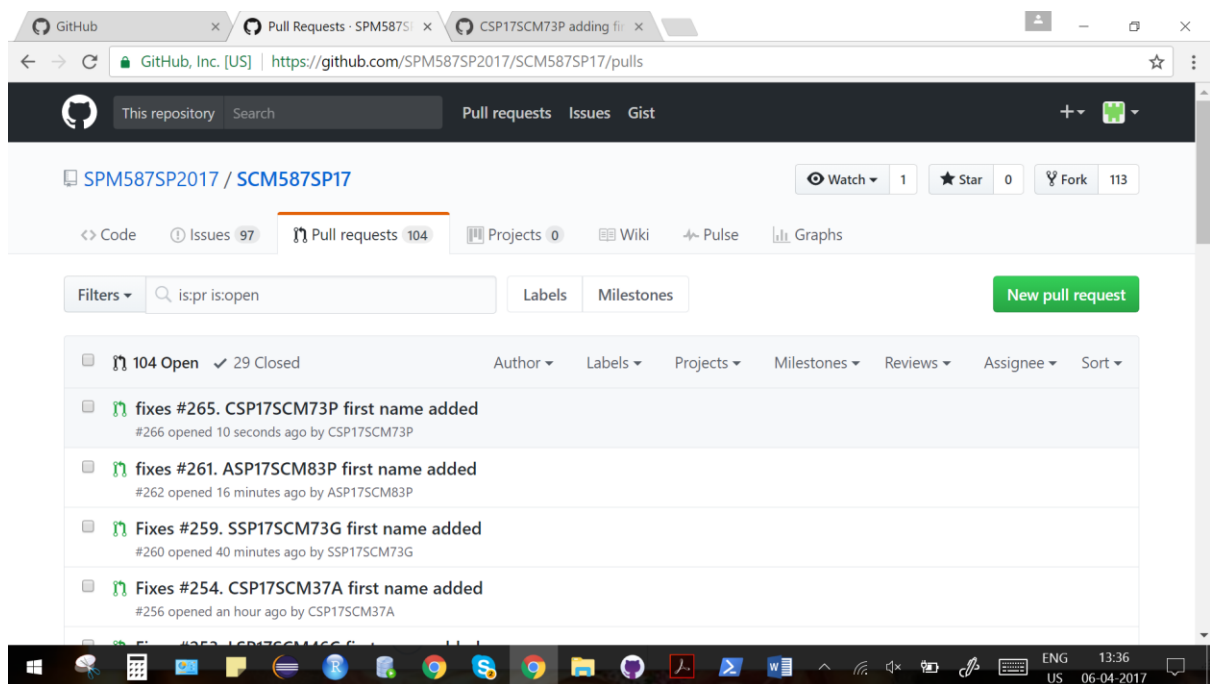 GitHub
Pull Requests · SPM587S
CSP17SCM73P adding fir
GitHub, Inc. [US] https://github.com/SPM587SP2017/SCM587SP17/pulls
This repository Search Pull requests Issues Gist
SPM587SP2017 / SCM587SP17
Watch 1 Star 0 Fork 113
Code Issues 97 Pull requests 104 Projects 0 Wiki Pulse Graphs
Filters is:pr is:open Labels Milestones New pull request
104 Open 29 Closed Author Labels Projects Milestones Reviews Assignee Sort
fixes #265. CSP17SCM73P first name added
#266 opened 10 seconds ago by CSP17SCM73P
fixes #261. ASP17SCM83P first name added
#262 opened 16 minutes ago by ASP17SCM83P
Fixes #259. SSP17SCM73G first name added
#260 opened 40 minutes ago by SSP17SCM73G
Fixes #254. CSP17SCM37A first name added
#256 opened an hour ago by CSP17SCM37A
ENG 13:36
US 06-04-2017